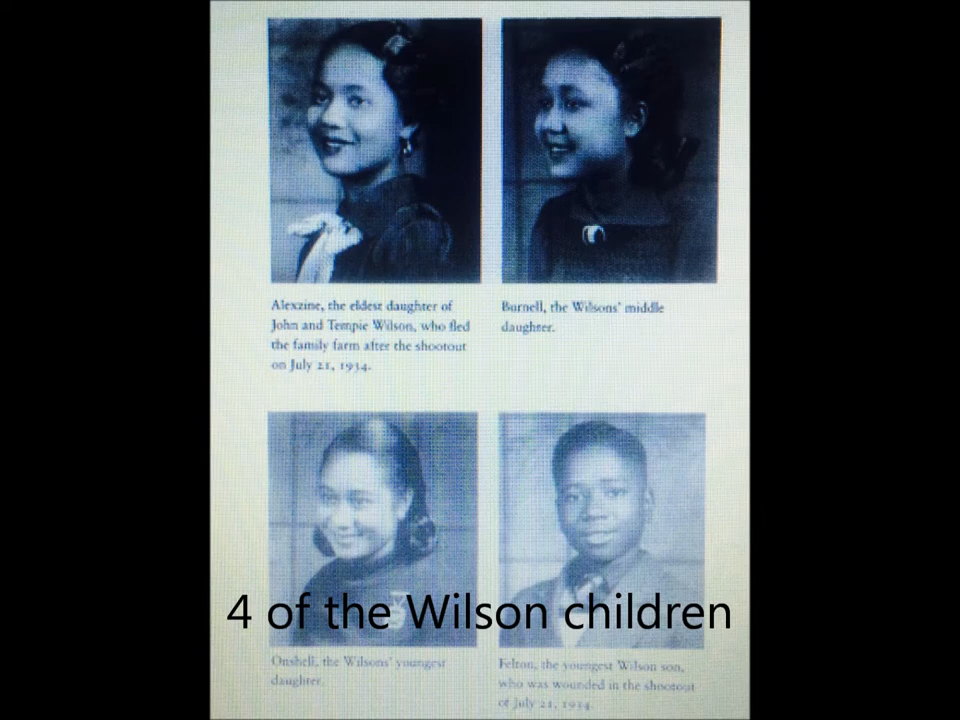 Alexzine, the eldest daughter of
John and Tempie Wilson, who fled
the family farm after the shootout
on July 21, 1934.
Burnell, the Wilsons' middle
daughter.
4 of the Wilson children
Onshell, the Wilsons' youngest
daughter.
Felton, the youngest Wilson son,
who was wounded in the shootout
of July 21, 1934.